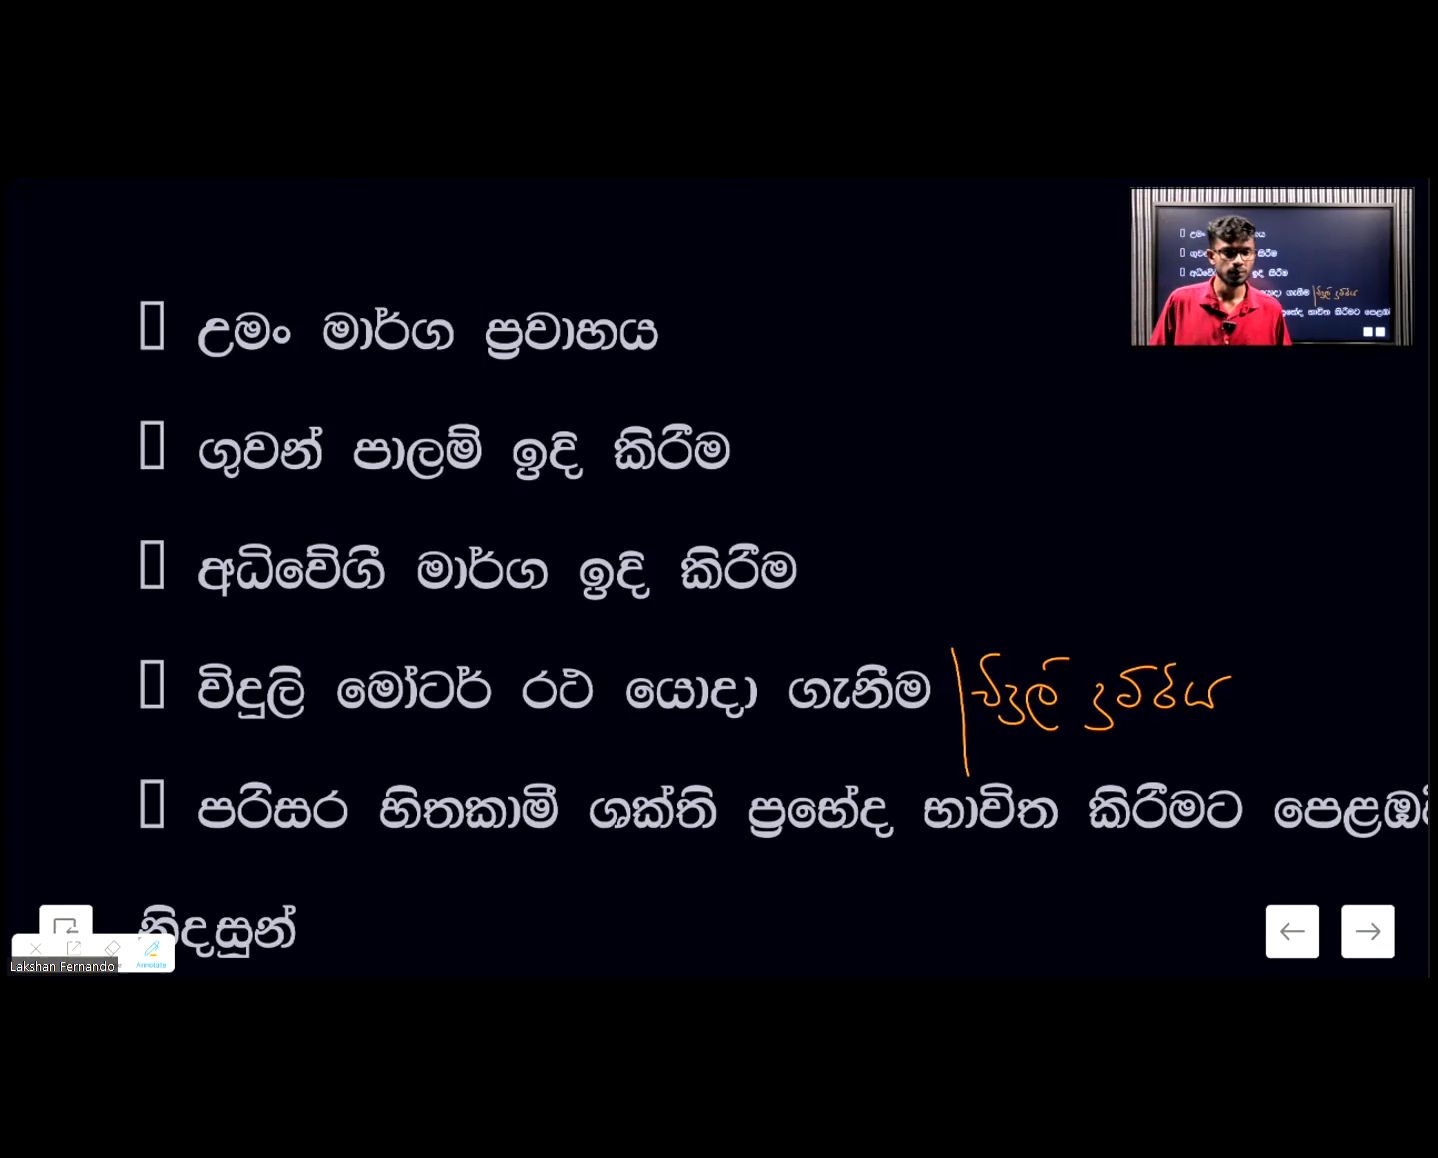 උමං මාර්ග ප්‍රවාහය
ගුවන් පාලම් ඉදි කිරීම
අධිවේගී මාර්ග ඉදි කිරීම
විදුලි මෝටර් රථ යොදා ගැනීම විදුලි දුම්රිය
පරිසර හිතකාමී ශක්ති ප්‍රභේද භාවිත කිරීමට පෙළඹ
නිදසුන්
Annotate
Lakshan Fernando